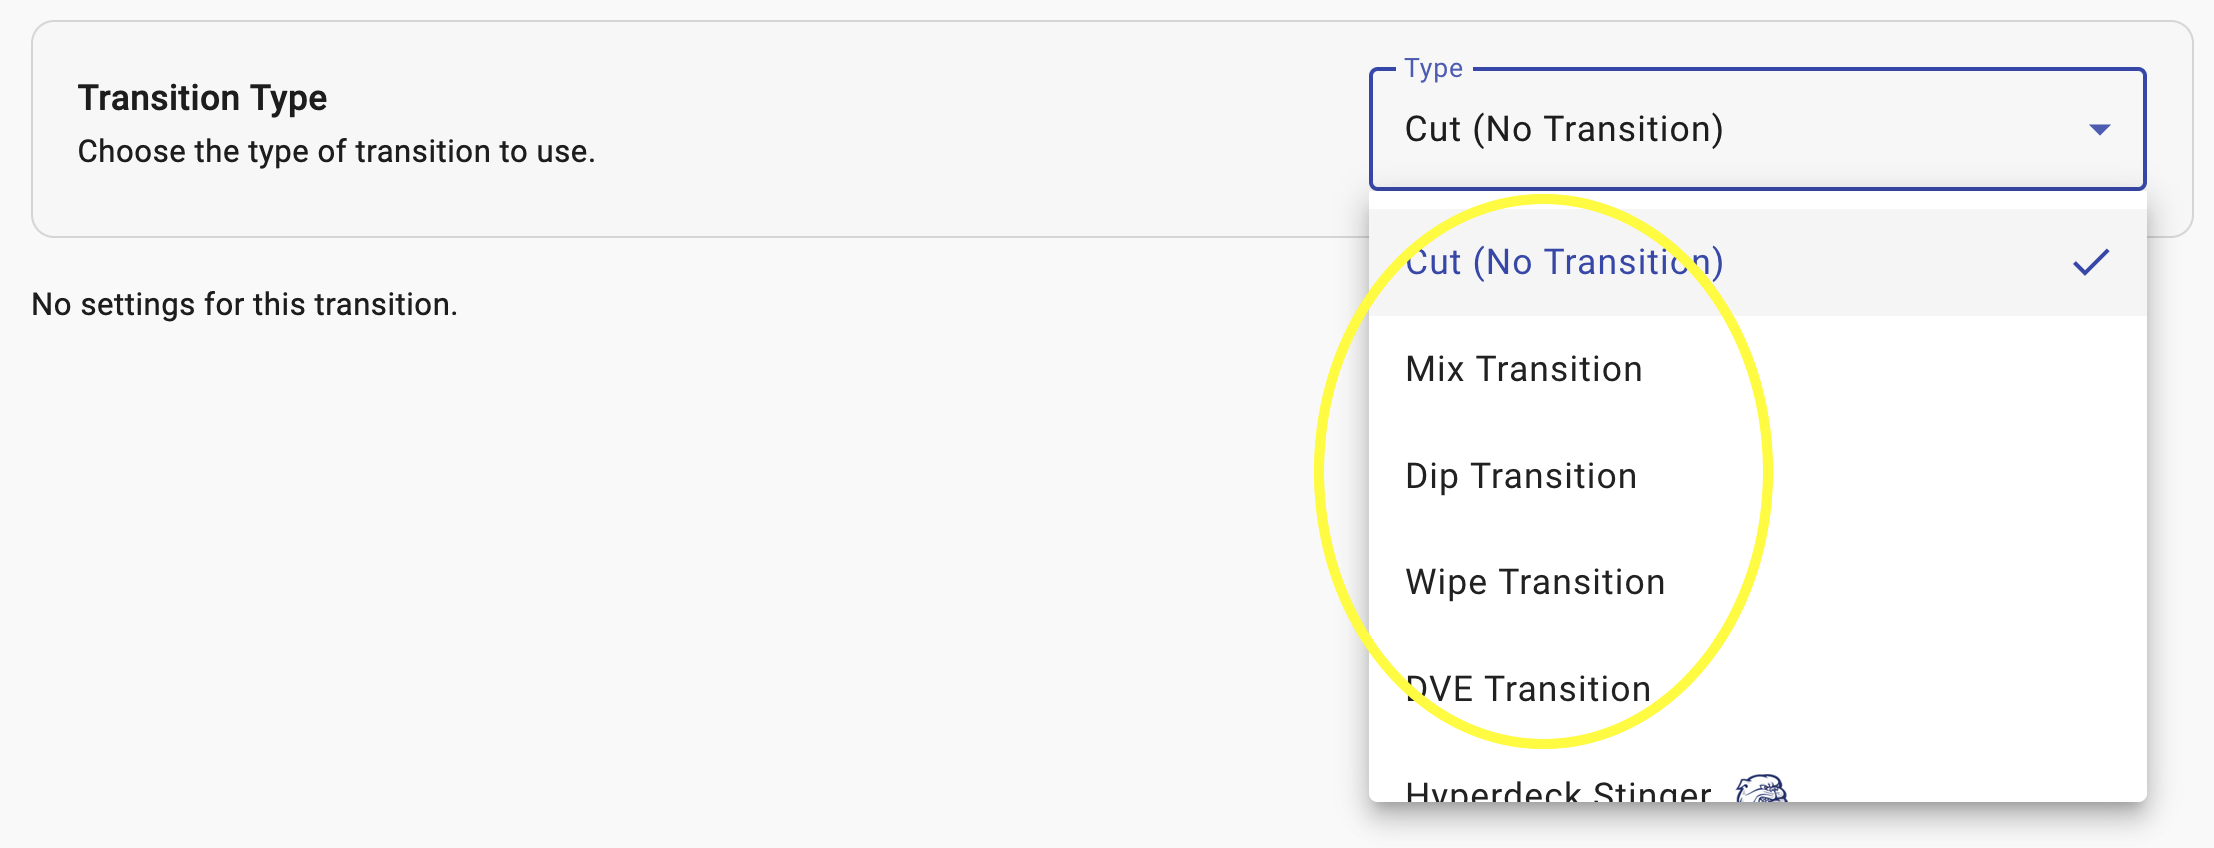 Transition Type
Choose the type of transition to use.
Type
Cut (No Transition)
Cut (No Transition)
Mix Transition
Dip Transition
Wipe Transition
DVE Transition
Hyperdeck Stinger
No settings for this transition.